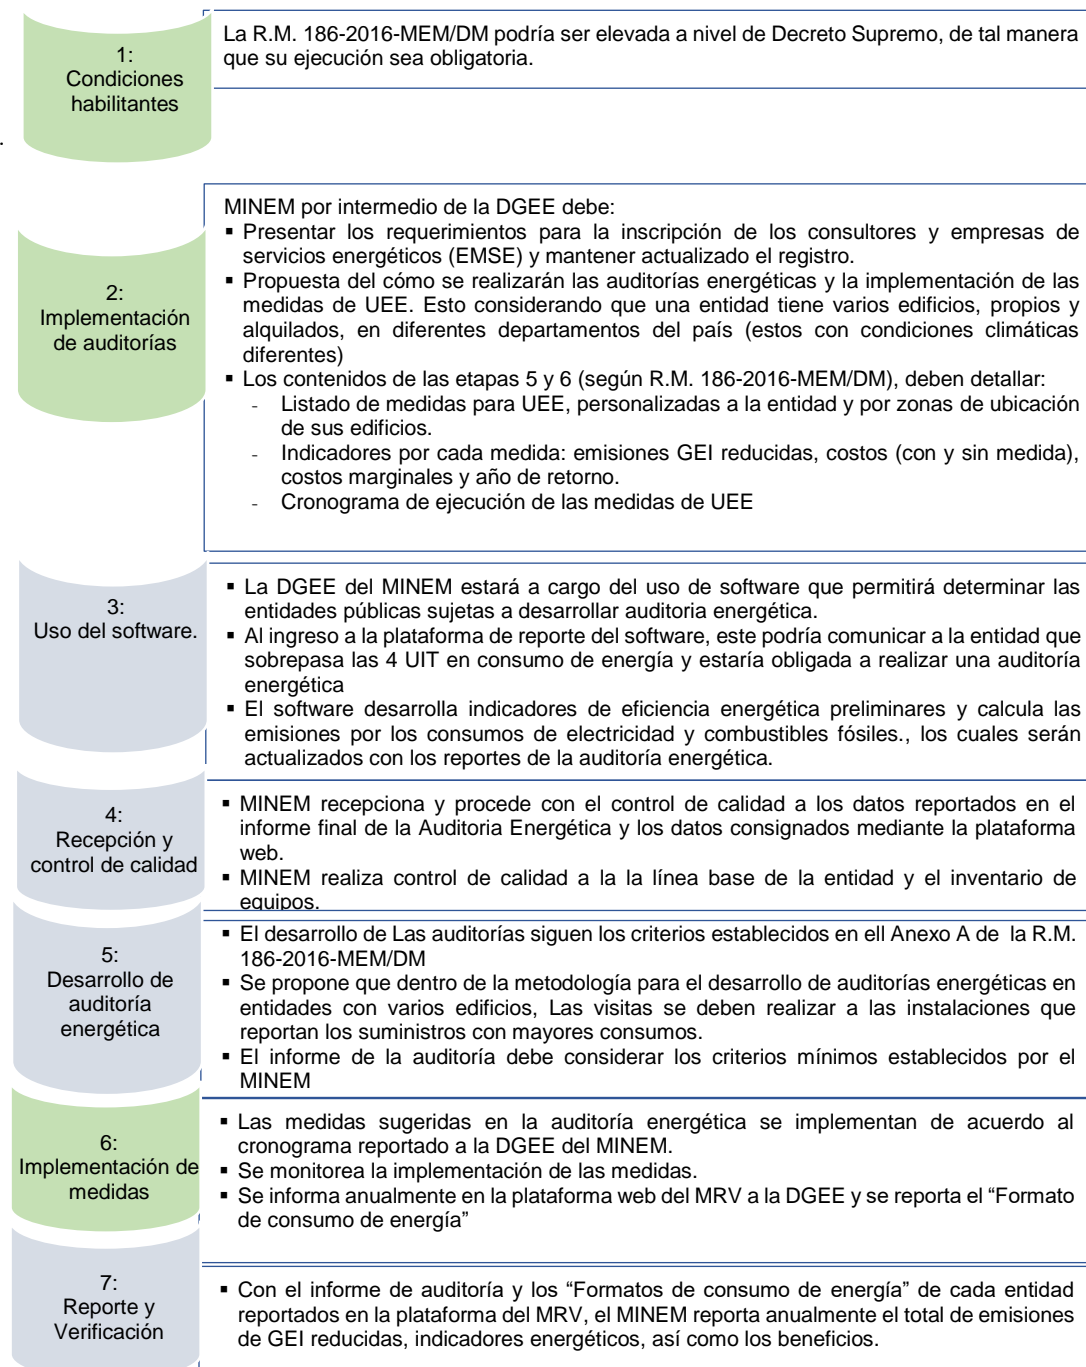 1:
Condiciones
habilitantes
La R.M. 186-2016-MEM/DM podría ser elevada a nivel de Decreto Supremo, de tal manera
que su ejecución sea obligatoria.
.
2:
Implementación
de auditorías
MINEM por intermedio de la DGEE debe:
▪ Presentar los requerimientos para la inscripción de los consultores y empresas de
servicios energéticos (EMSE) y mantener actualizado el registro.
▪ Propuesta del cómo se realizarán las auditorías energéticas y la implementación de las
medidas de UEE. Esto considerando que una entidad tiene varios edificios, propios y
alquilados, en diferentes departamentos del país (estos con condiciones climáticas
diferentes)
▪ Los contenidos de las etapas 5 y 6 (según R.M. 186-2016-MEM/DM), deben detallar:
- Listado de medidas para UEE, personalizadas a la entidad y por zonas de ubicación
de sus edificios.
- Indicadores por cada medida: emisiones GEI reducidas, costos (con y sin medida),
costos marginales y año de retorno.
- Cronograma de ejecución de las medidas de UEE
3:
Uso del software.
▪ La DGEE del MINEM estará a cargo del uso de software que permitirá determinar las
entidades públicas sujetas a desarrollar auditoria energética.
▪ Al ingreso a la plataforma de reporte del software, este podría comunicar a la entidad que
sobrepasa las 4 UIT en consumo de energía y estaría obligada a realizar una auditoría
energética
▪ El software desarrolla indicadores de eficiencia energética preliminares y calcula las
emisiones por los consumos de electricidad y combustibles fósiles., los cuales serán
actualizados con los reportes de la auditoría energética.
4:
Recepción y
control de calidad
▪ MINEM recepciona y procede con el control de calidad a los datos reportados en el
informe final de la Auditoria Energética y los datos consignados mediante la plataforma
web.
▪ MINEM realiza control de calidad a la la línea base de la entidad y el inventario de
equipos.
5:
Desarrollo de
auditoría
energética
▪ El desarrollo de Las auditorías siguen los criterios establecidos en ell Anexo A de la R.M.
186-2016-MEM/DM
▪ Se propone que dentro de la metodología para el desarrollo de auditorías energéticas en
entidades con varios edificios, Las visitas se deben realizar a las instalaciones que
reportan los suministros con mayores consumos.
▪ El informe de la auditoría debe considerar los criterios mínimos establecidos por el
MINEM
6:
Implementación de
medidas
▪ Las medidas sugeridas en la auditoría energética se implementan de acuerdo al
cronograma reportado a la DGEE del MINEM.
▪ Se monitorea la implementación de las medidas.
▪ Se informa anualmente en la plataforma web del MRV a la DGEE y se reporta el “Formato
de consumo de energía”
7:
Reporte y
Verificación
▪ Con el informe de auditoría y los “Formatos de consumo de energía” de cada entidad
reportados en la plataforma del MRV, el MINEM reporta anualmente el total de emisiones
de GEI reducidas, indicadores energéticos, así como los beneficios.